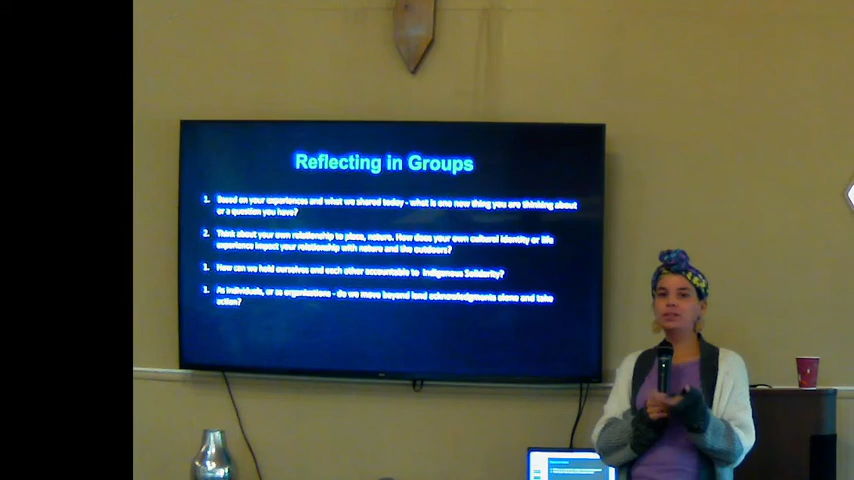 Reflecting in Groups
1. Based on your experiences and what we shared today - what is one new thing you are thinking about
or a question you have?
2. Think about your own relationship to place, nature. How does your own cultural identity or life
experience impact your relationship with nature and the outdoors?
1. How can we hold ourselves and each other accountable to Indigenous Solidarity?
1. As individuals, or as organizations - do we move beyond land acknowledgments alone and take
action?